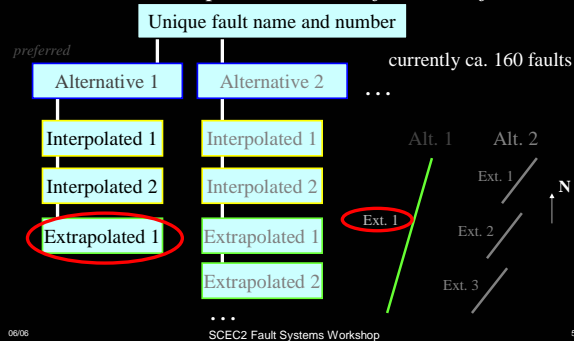 Unique fault name and number
preferred
currently ca. 160 faults
Alternative 1
Alternative 2
...
Interpolated 1
Interpolated 1
Alt. 1
Alt. 2
Interpolated 2
Interpolated 2
Ext. 1
N
Extrapolated 1
Extrapolated 1
Ext. 1
Ext. 2
Extrapolated 2
Ext. 3
...
06/06
SCEC2 Fault Systems Workshop
5